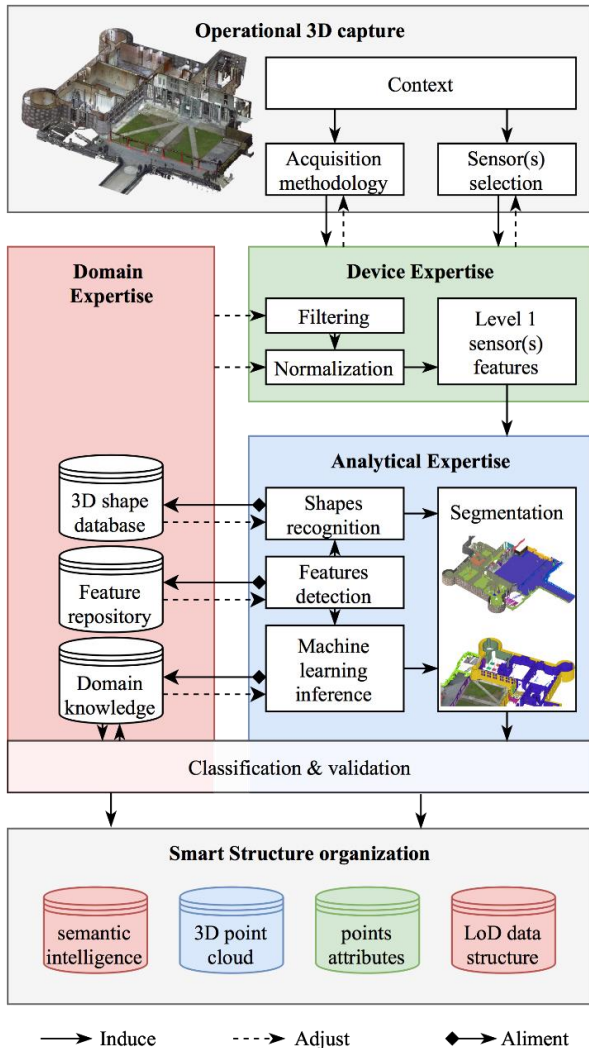 Operational 3D capture
Context
Acquisition
methodology
Sensor(s)
selection
Domain
Expertise
Device Expertise
Filtering
Normalization
Level 1
sensor(s)
features
Analytical Expertise
3D shape
database
Shapes
recognition
Segmentation
Feature
repository
Features
detection
Domain
knowledge
Machine
learning
inference
Classification & validation
Smart Structure organization
semantic
intelligence
3D point
cloud
points
attributes
LoD data
structure
Induce
Adjust
Aliment